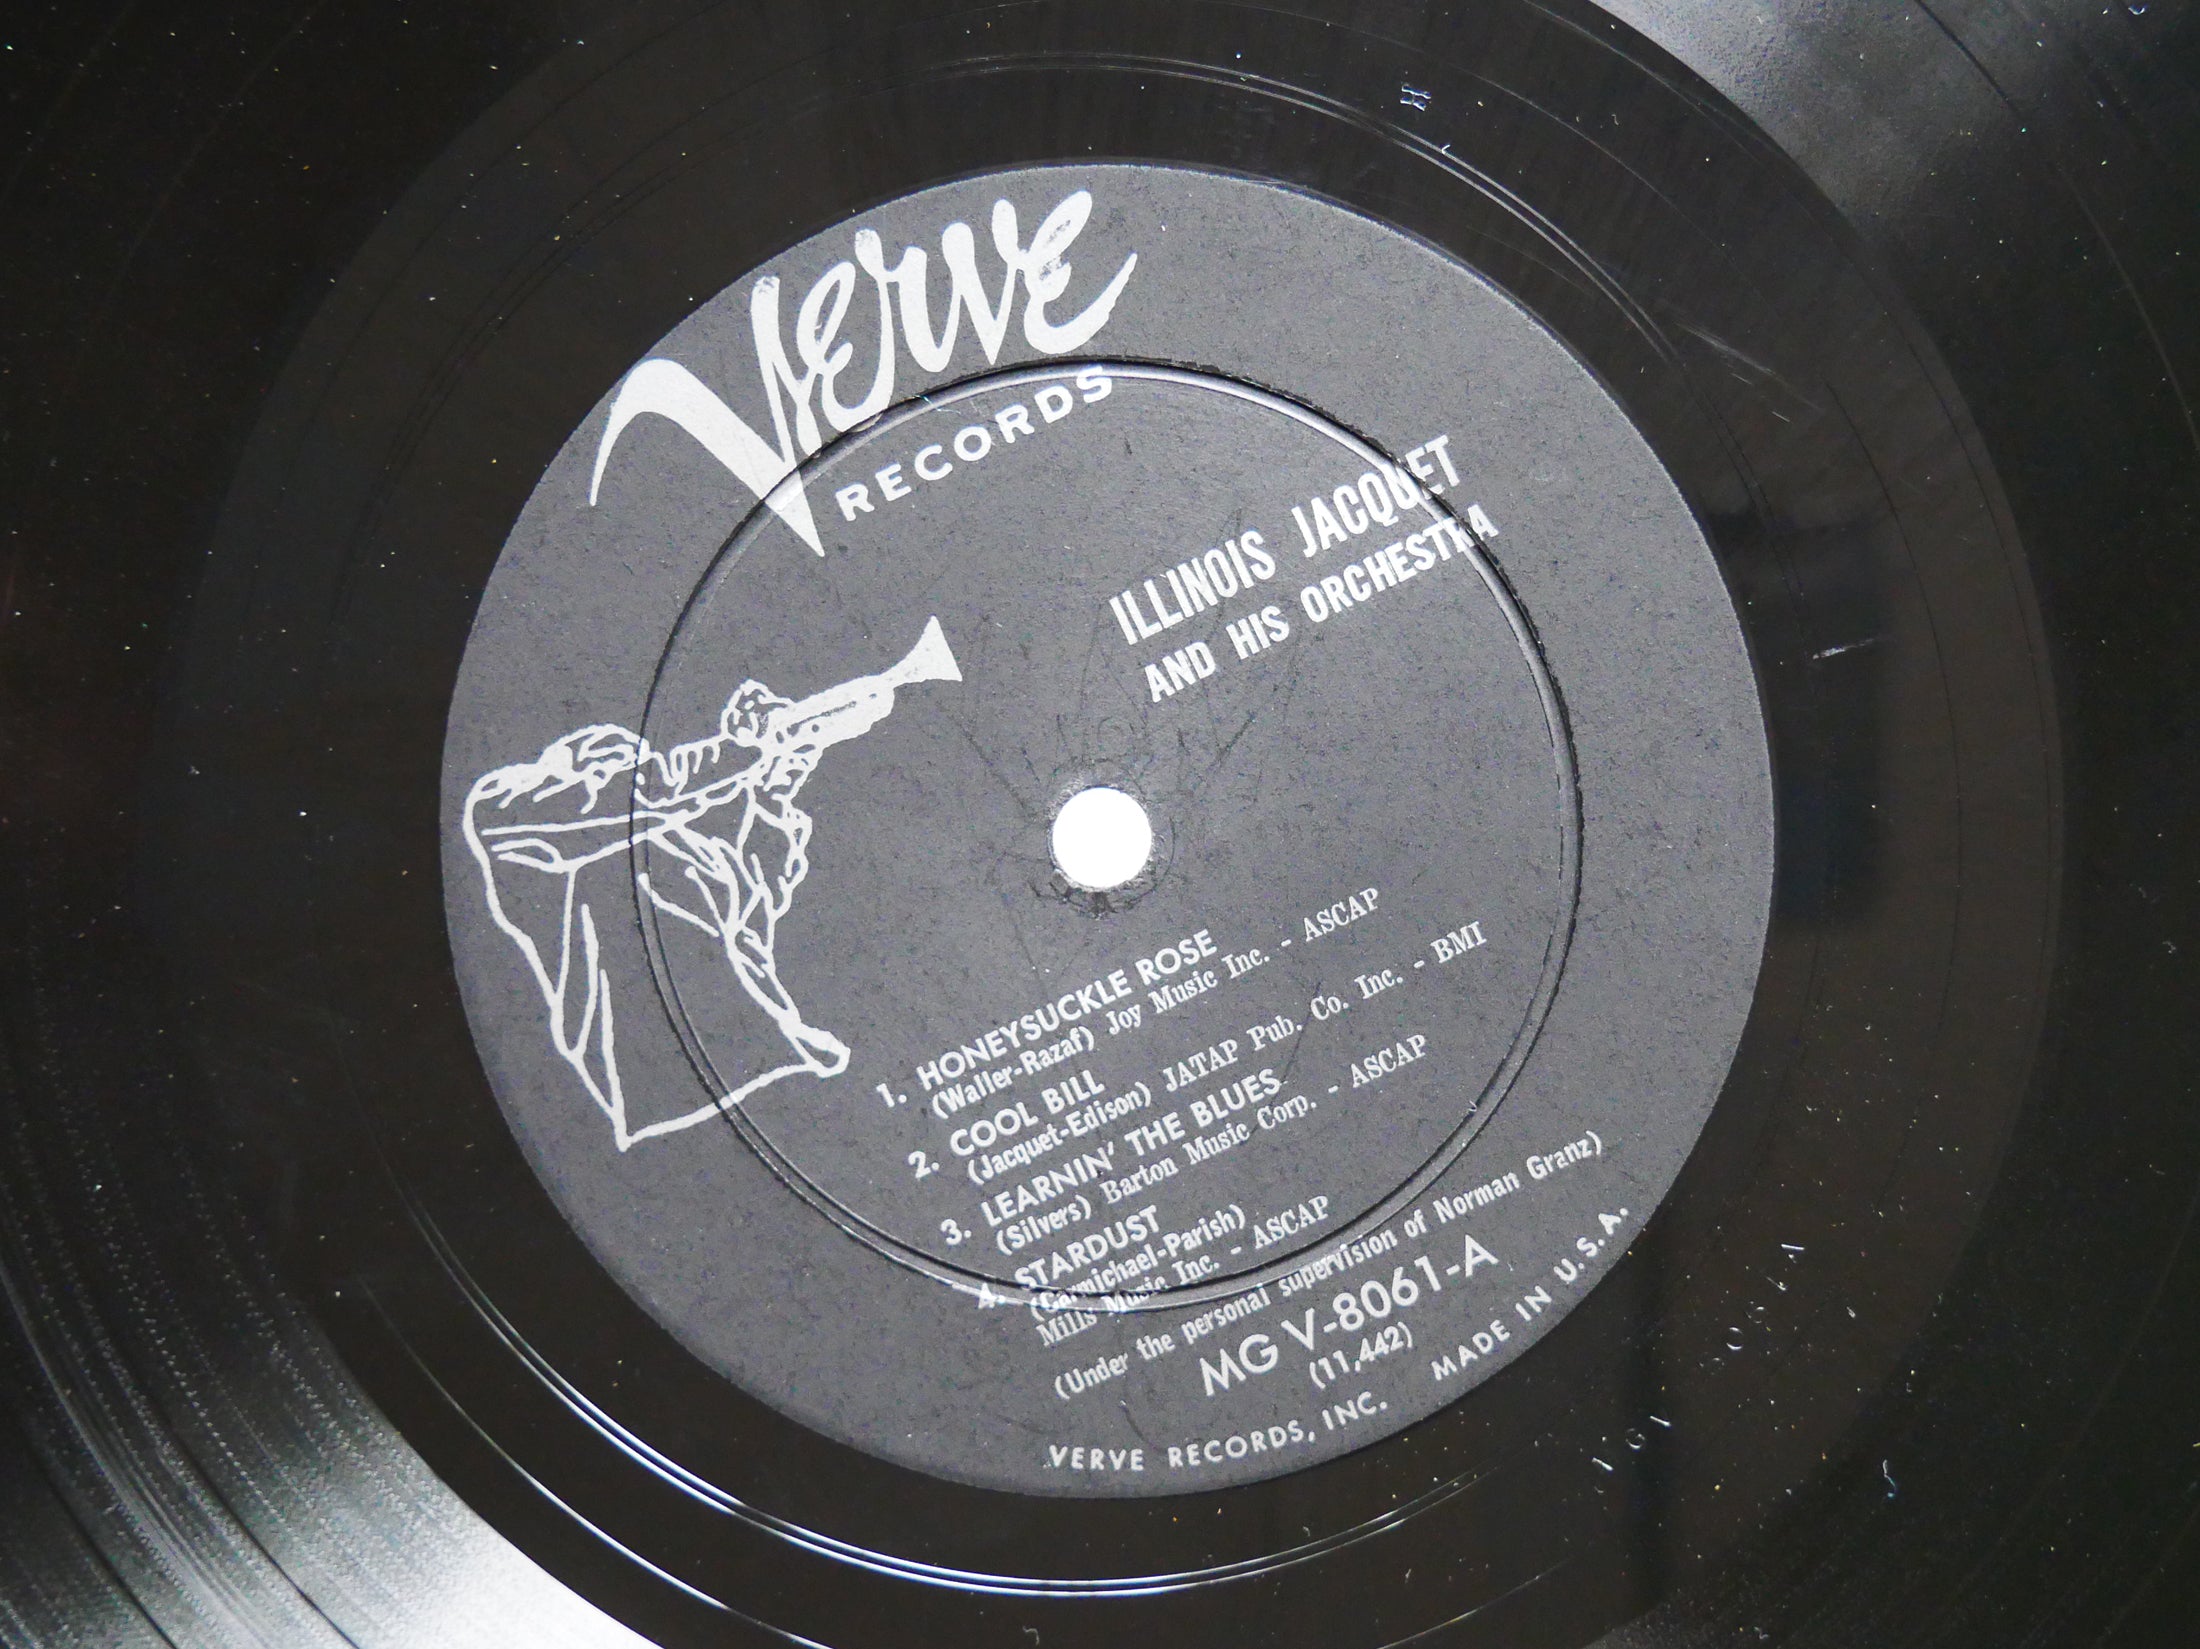 Verve
RECORDS
ILLINOIS JACQUET
AND HIS ORCHESTRA
1. HONEYSUCKLE ROSE
(Waller-Razaf) Joy Music Inc. - ASCAP
2. COOL BILL
(Jacquet-Edison) JATAP Pub. Co. Inc. - BMI
3. LEARNIN' THE BLUES
(Silvers) Barton Music Corp. - ASCAP
4. STARDUST
(Carmichael-Parish)
Mills Music Inc. - ASCAP
(Under the personal supervision of Norman Granz)
MG V-8061-A
(11,442)
VERVE RECORDS, INC. MADE IN U.S.A.